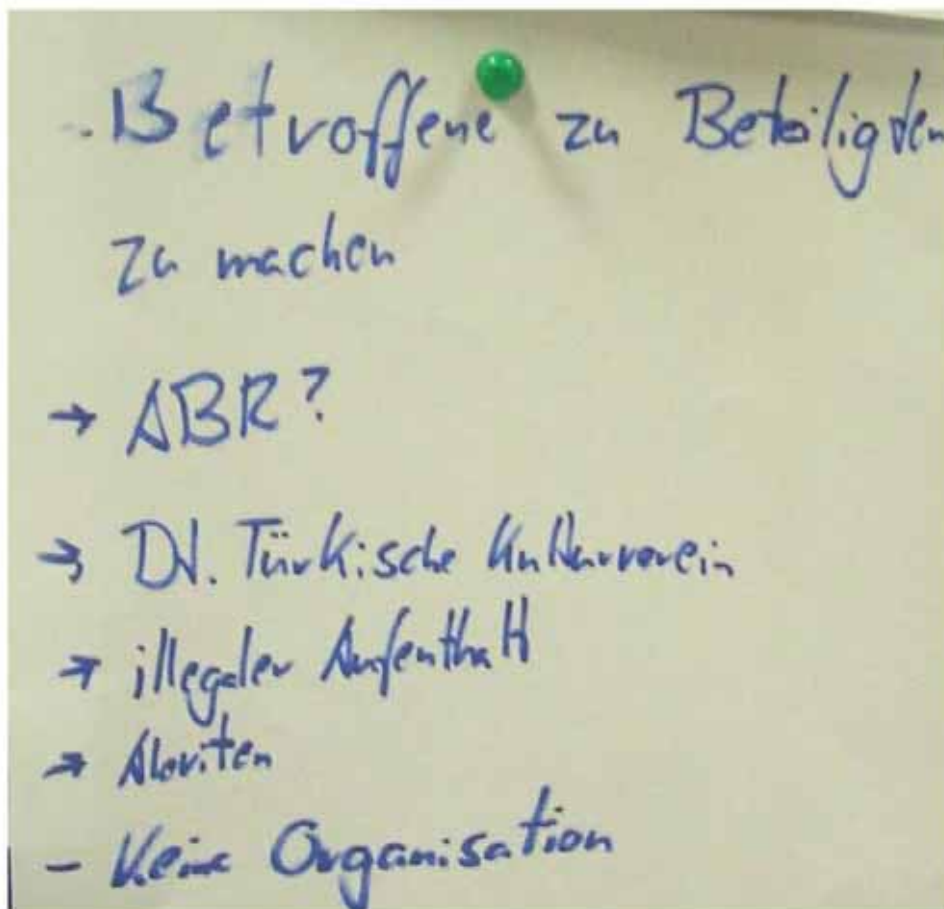 - Betroffene zu Beteiligten
zu machen
→ ABR?
→ Dt. Türkische Kulturverein
→ illegaler Aufenthalt
→ Aleviten
- Keine Organisation